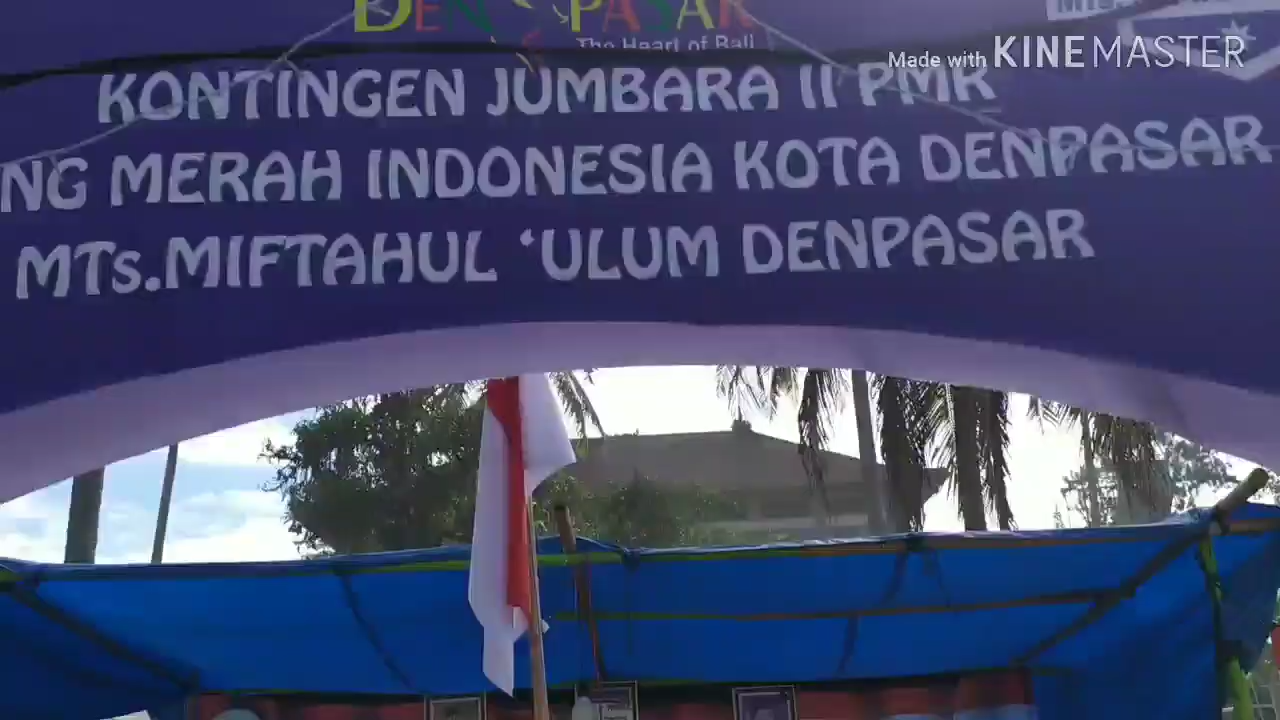 DENPASAR
The Heart of Bali
Made with KINEMASTER
KONTINGEN JUMBARA II PMR
NG MERAH INDONESIA KOTA DENPASAR
MTs.MIFTAHUL ‘ULUM DENPASAR